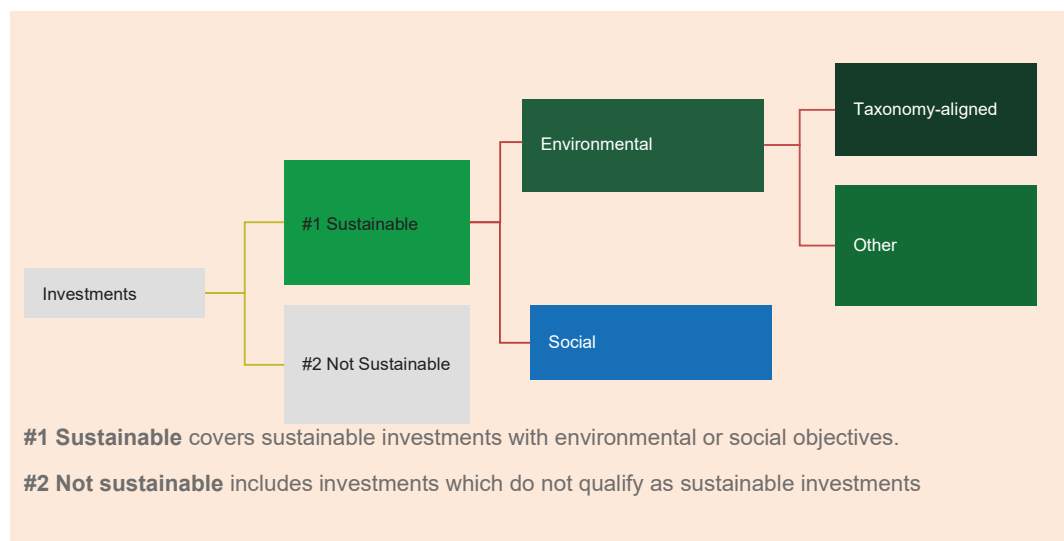 Taxonomy-aligned
Environmental
#1 Sustainable
Other
Investments
Social
#2 Not Sustainable
#1 Sustainable covers sustainable investments with environmental or social objectives.
#2 Not sustainable includes investments which do not qualify as sustainable investments